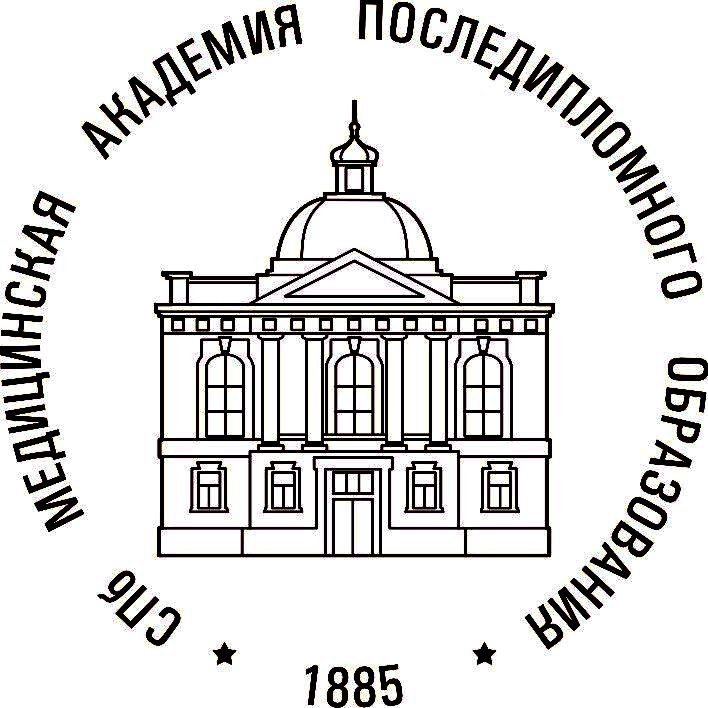 СПб МЕДИЦИНСКАЯ АКАДЕМИЯ ПОСЛЕДИПЛОМНОГО ОБРАЗОВАНИЯ
1885